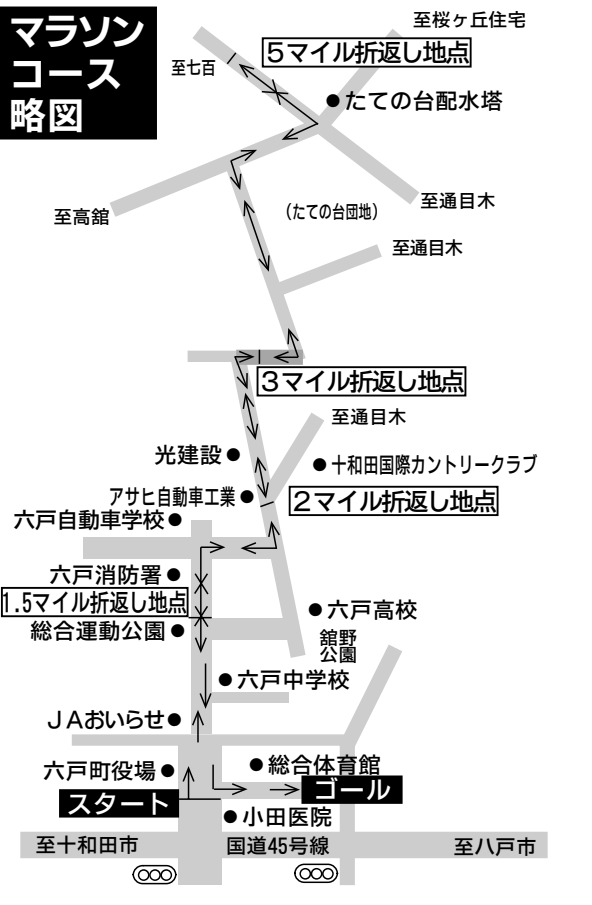 マラソン
コース
略図
至桜ヶ丘住宅
5マイル折返し地点
至七百
たての台配水塔
至通目木
至高舘
(たての台団地)
至通目木
3マイル折返し地点
至通目木
光建設
十和田国際カントリークラブ
アサヒ自動車工業
2マイル折返し地点
六戸自動車学校
六戸消防署
1.5マイル折返し地点
総合運動公園
六戸高校
舘野
公園
六戸中学校
JAおいらせ
六戸町役場
総合体育館
スタート
ゴール
小田医院
至十和田市
国道45号線
至八戸市